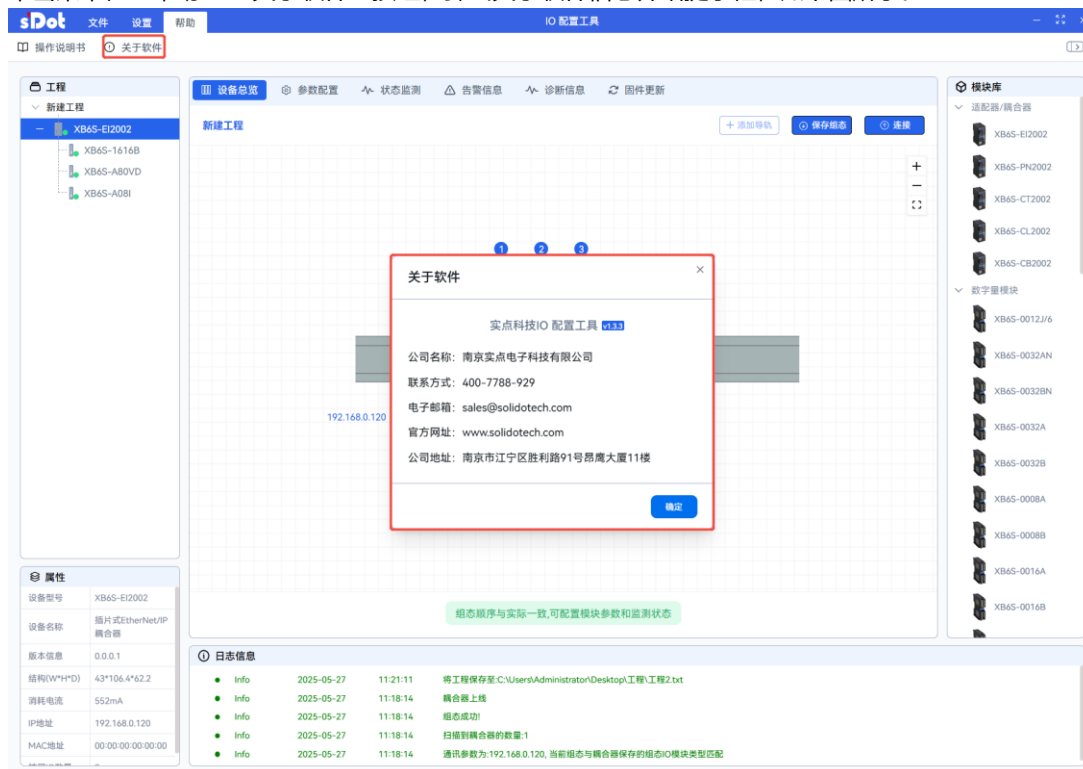 sDot 文件 设置 帮助 IO 配置工具
操作说明书 关于软件
工程
新建工程
XB6S-EI2002
XB6S-1616B
XB6S-A80VD
XB6S-A08I
设备总览 参数配置 状态监测 告警信息 诊断信息 固件更新
新建工程 + 添加导轨 保存组态 连接
1 2 3
192.168.0.120
关于软件
实点科技IO 配置工具 v1.3.3
公司名称: 南京实点电子科技有限公司
联系方式: 400-7788-929
电子邮箱: sales@solidotech.com
官方网址: www.solidotech.com
公司地址: 南京市江宁区胜利路91号昂鹰大厦11楼
确定
组态顺序与实际一致,可配置模块参数和监测状态
模块库
适配器/耦合器
XB6S-EI2002
XB6S-PN2002
XB6S-CT2002
XB6S-CL2002
XB6S-CB2002
数字量模块
XB6S-0012J/6
XB6S-0032AN
XB6S-0032BN
XB6S-0032A
XB6S-0032B
XB6S-0008A
XB6S-0008B
XB6S-0016A
XB6S-0016B
属性
设备型号 XB6S-EI2002
设备名称 插片式EtherNet/IP
耦合器
版本信息 0.0.0.1
结构(W*H*D) 43*106.4*62.2
消耗电流 552mA
IP地址 192.168.0.120
MAC地址 00:00:00:00:00:00
日志信息
Info 2025-05-27 11:21:11 将工程保存至:C:\Users\Administrator\Desktop\工程\工程2.txt
Info 2025-05-27 11:18:14 耦合器上线
Info 2025-05-27 11:18:14 组态成功!
Info 2025-05-27 11:18:14 扫描到耦合器的数量:1
Info 2025-05-27 11:18:14 通讯参数为:192.168.0.120, 当前组态与耦合器保存的组态IO模块类型匹配